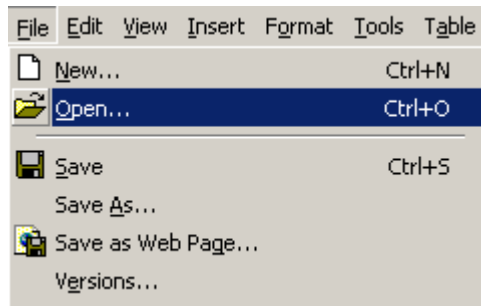 File Edit View Insert Format Tools Table
New... Ctrl+N
Open... Ctrl+O
Save Ctrl+S
Save As...
Save as Web Page...
Versions...